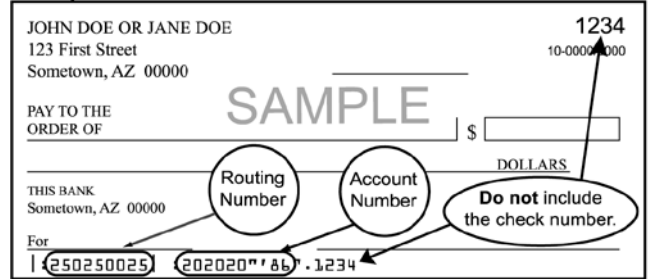 JOHN DOE OR JANE DOE
1234
123 First Street
Sometown, AZ 00000
SAMPLE
PAY TO THE
ORDER OF
$
DOLLARS
THIS BANK
Sometown, AZ 00000
Routing
Number
Account
Number
Do not include
the check number.
For
250250025
202020"'86".1234